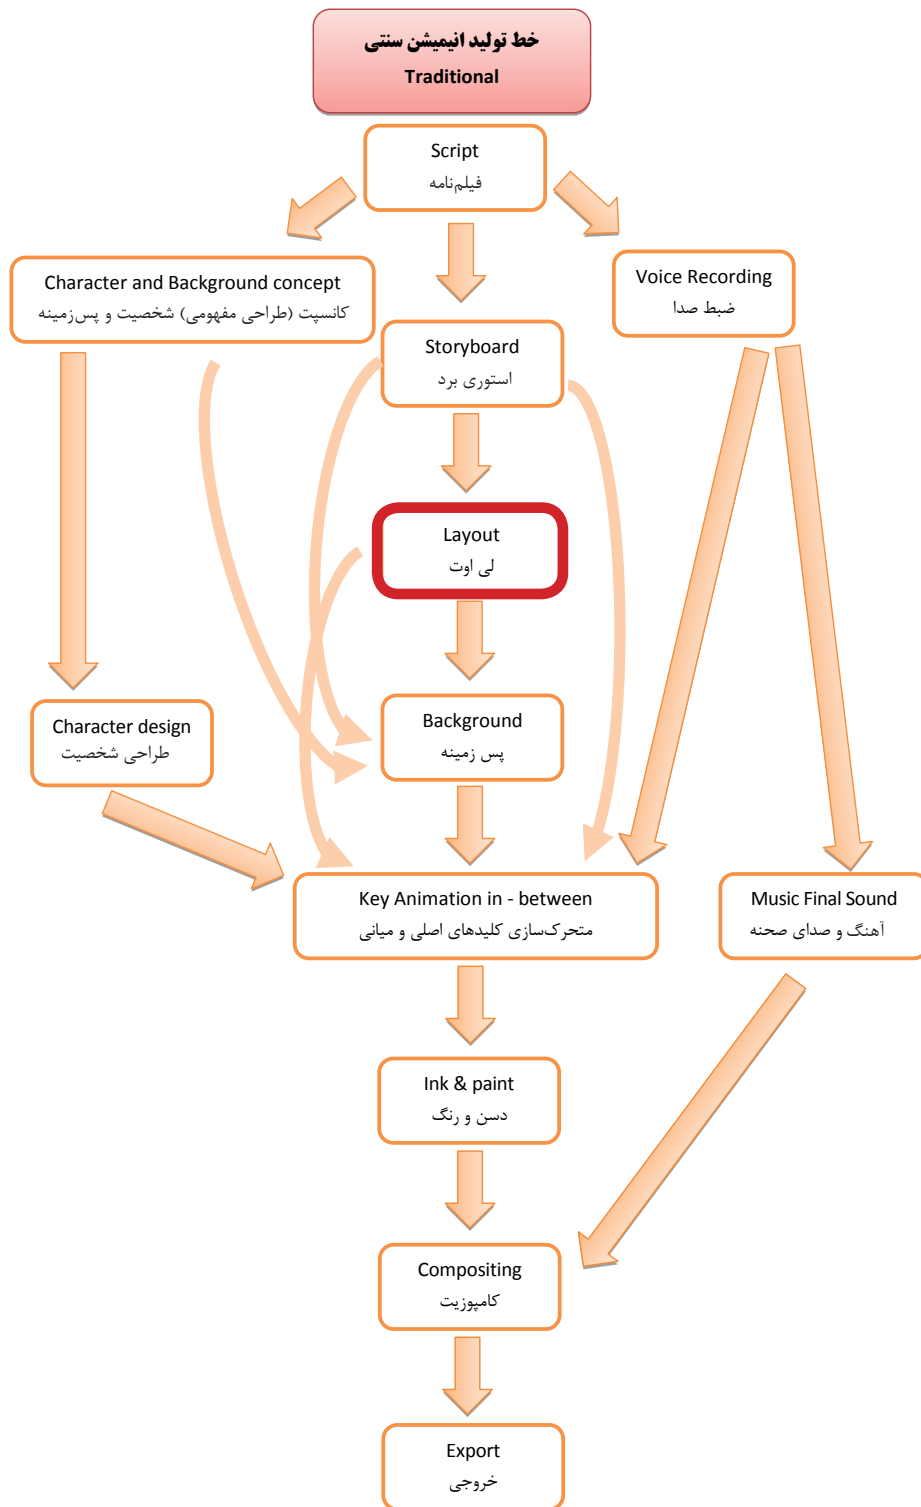 خط تولید انیمیشن سنتی
Traditional
Script
فیلم‌نامه
Character and Background concept
کانسپت (طراحی مفهومی) شخصیت و پس‌زمینه
Voice Recording
ضبط صدا
Storyboard
استوری برد
Layout
لی اوت
Character design
طراحی شخصیت
Background
پس زمینه
Key Animation in - between
متحرک‌سازی کلیدهای اصلی و میانی
Music Final Sound
آهنگ و صدای صحنه
Ink & paint
دسن و رنگ
Compositing
کامپوزیت
Export
خروجی